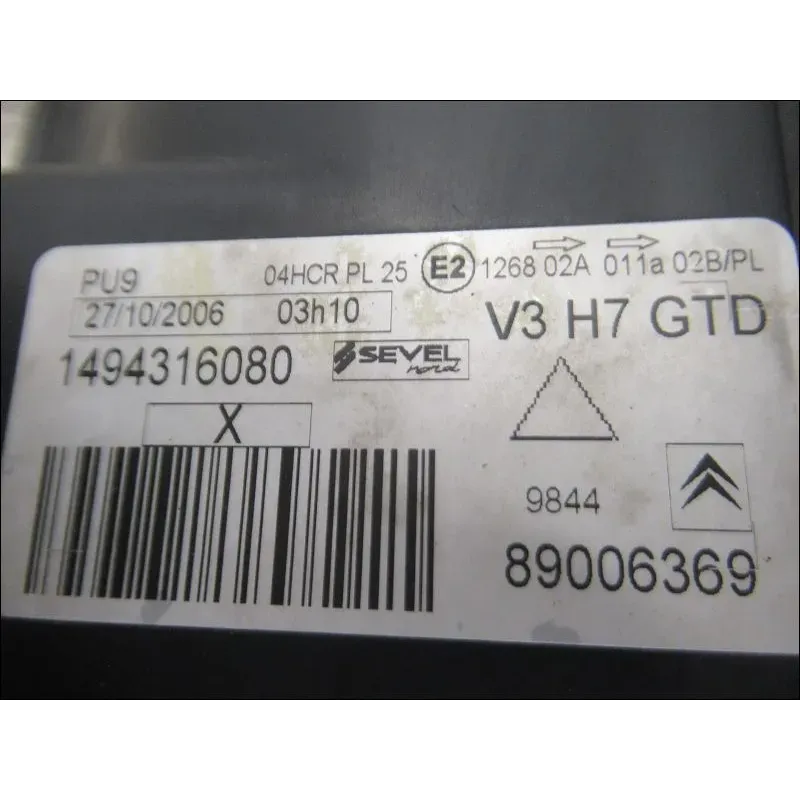 PU9 04HCR PL 25 E2 1268 02A 011a 02B/PL
27/10/2006 03h10
V3 H7 GTD
1494316080
SEVEL nord
X
9844
89006369